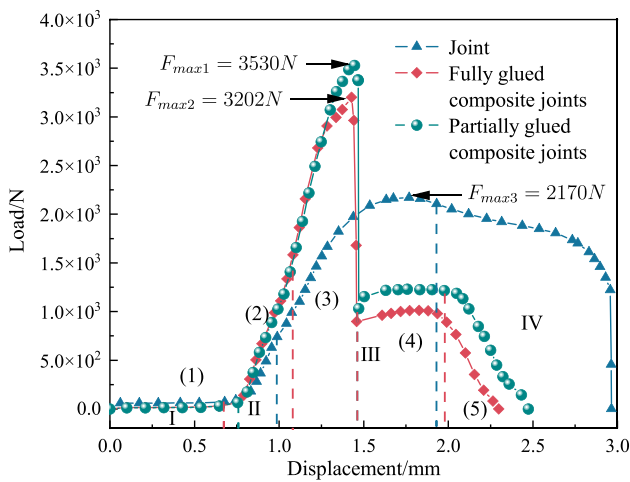 4.0×10³
3.5×10³
3.0×10³
2.5×10³
2.0×10³
1.5×10³
1.0×10³
5.0×10²
0.0
Load/N
F_max1 = 3530N
F_max2 = 3202N
F_max3 = 2170N
Joint
Fully glued
composite joints
Partially glued
composite joints
(1)
(2)
(3)
(4)
(5)
I
II
III
IV
0.0 0.5 1.0 1.5 2.0 2.5 3.0
Displacement/mm